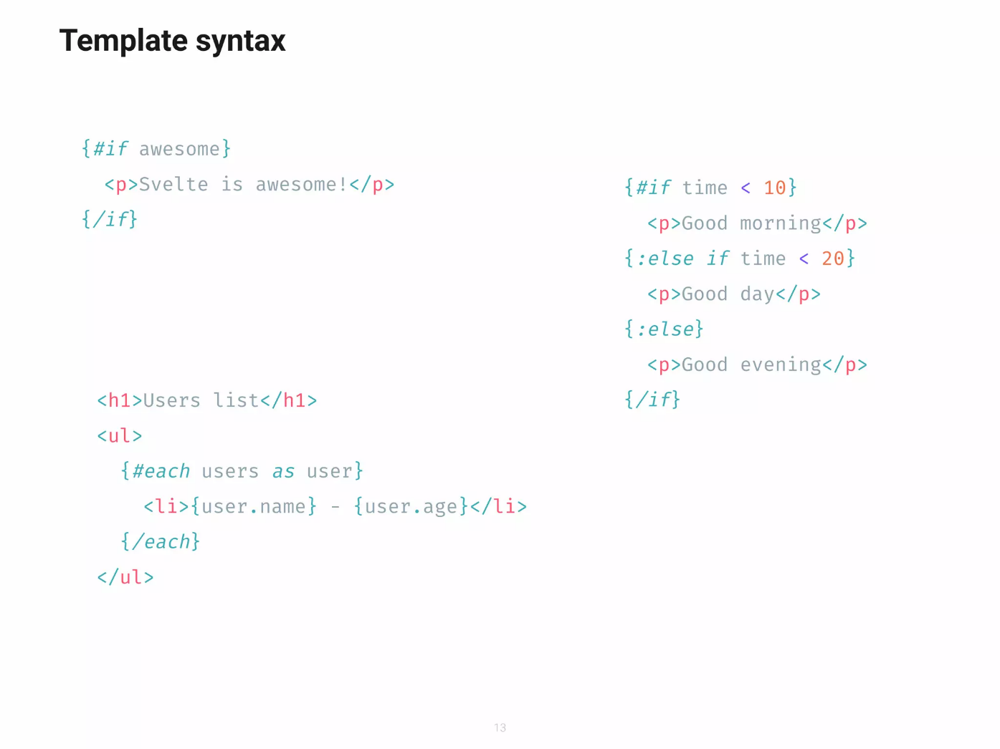 Template syntax
{#if awesome}
  <p>Svelte is awesome!</p>
{/if}
{#if time < 10}
  <p>Good morning</p>
{:else if time < 20}
  <p>Good day</p>
{:else}
  <p>Good evening</p>
{/if}
<h1>Users list</h1>
<ul>
  {#each users as user}
    <li>{user.name} - {user.age}</li>
  {/each}
</ul>
13